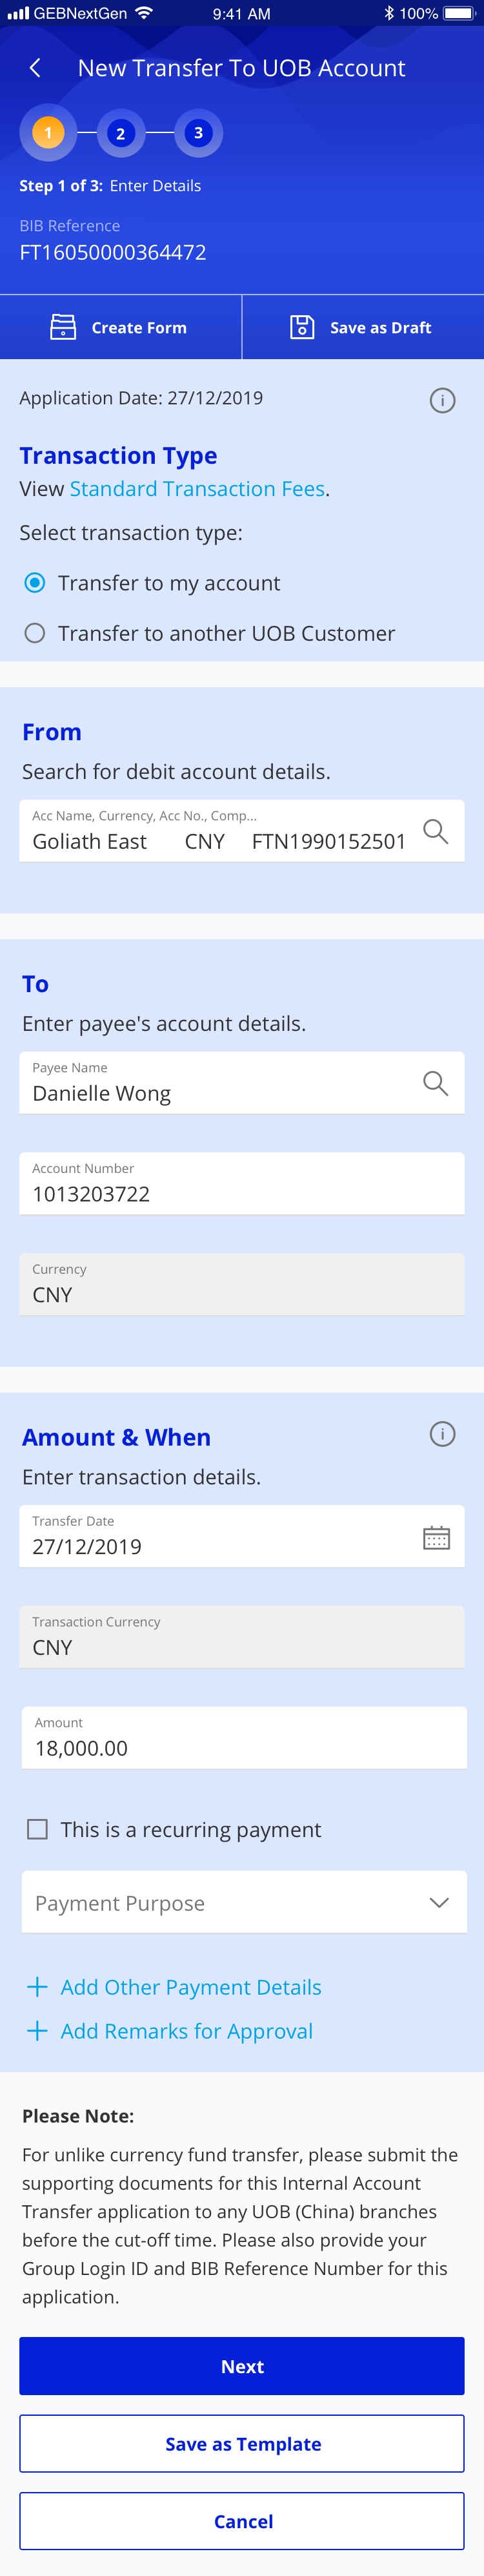 GEBNextGen 9:41 AM 100%
New Transfer To UOB Account
1 2 3
Step 1 of 3: Enter Details
BIB Reference
FT16050000364472
Create Form Save as Draft
Application Date: 27/12/2019
Transaction Type
View Standard Transaction Fees.
Select transaction type:
Transfer to my account
Transfer to another UOB Customer
From
Search for debit account details.
Acc Name, Currency, Acc No., Comp...
Goliath East CNY FTN1990152501
To
Enter payee's account details.
Payee Name
Danielle Wong
Account Number
1013203722
Currency
CNY
Amount & When
Enter transaction details.
Transfer Date
27/12/2019
Transaction Currency
CNY
Amount
18,000.00
This is a recurring payment
Payment Purpose
Add Other Payment Details
Add Remarks for Approval
Please Note:
For unlike currency fund transfer, please submit the
supporting documents for this Internal Account
Transfer application to any UOB (China) branches
before the cut-off time. Please also provide your
Group Login ID and BIB Reference Number for this
application.
Next
Save as Template
Cancel